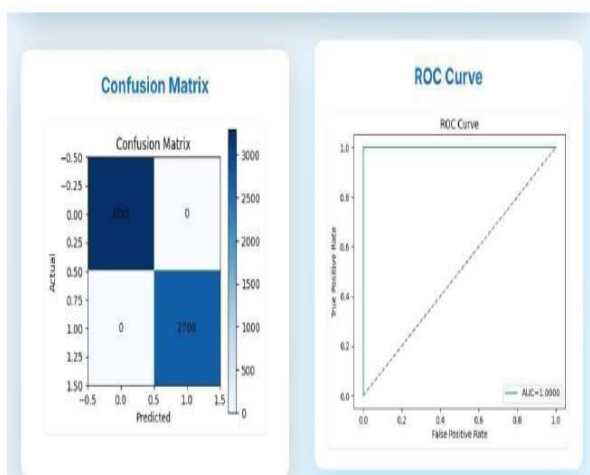 Confusion Matrix
Confusion Matrix
-0.50
-0.25
0.00
0.25
0.50
0.75
1.00
1.25
1.50
Actual
0
0
2700
-0.5 0.0 0.5 1.0 1.5
Predicted
3000
2500
2000
1500
1000
500
0
ROC Curve
ROC Curve
1.0
0.8
0.6
0.4
0.2
0.0
True Positive Rate
AUC=1.0000
0.0 0.2 0.4 0.6 0.8 1.0
False Positive Rate